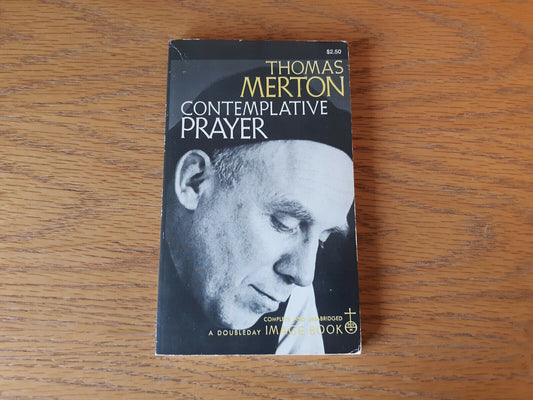 $2.50
THOMAS
MERTON
CONTEMPLATIVE
PRAYER
COMPLETE AND UNABRIDGED
A DOUBLEDAY IMAGE BOOK